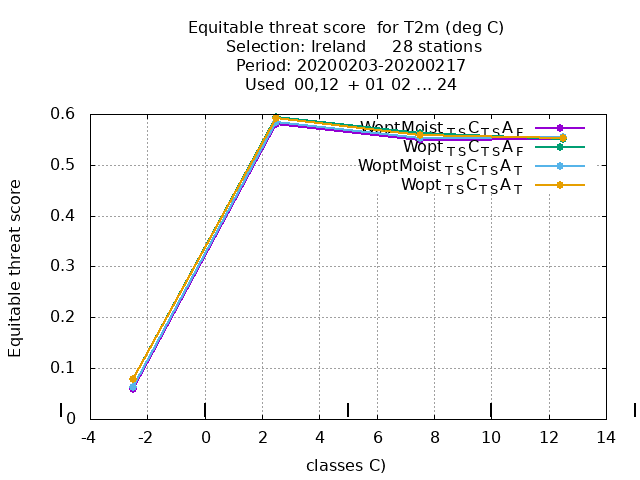 Equitable threat score for T2m (deg C)
Selection: Ireland 28 stations
Period: 20200203-20200217
Used 00,12 + 01 02 ... 24
Equitable threat score
0.6
0.5
0.4
0.3
0.2
0.1
0
WoptMoist TS C TS A F
Wopt TS C TS A F
WoptMoist TS C TS A T
Wopt TS C TS A T
-4 -2 0 2 4 6 8 10 12 14
classes C)